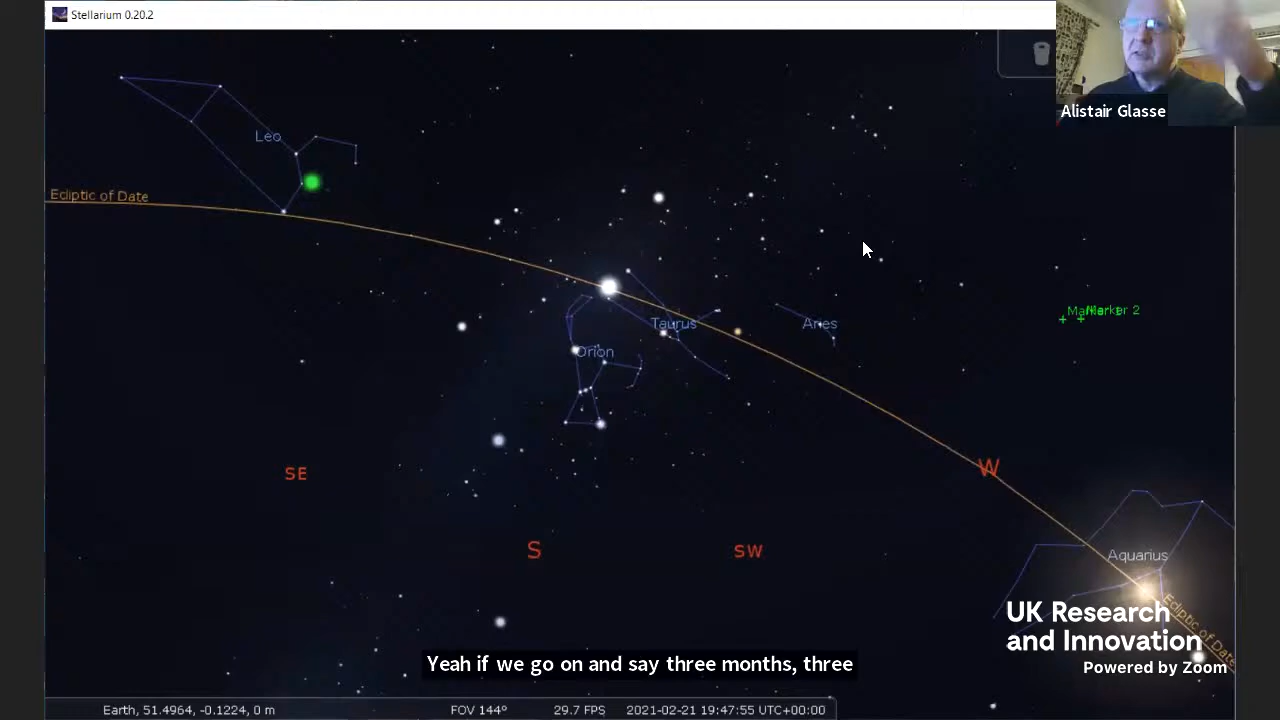 Stellarium 0.20.2
Alistair Glasse
Leo
Ecliptic of Date
Marker 2
Taurus
Aries
Orion
SE
W
S
SW
Aquarius
Ecliptic of Date
UK Research
and Innovation
Powered by Zoom
Yeah if we go on and say three months, three
Earth, 51.4964, -0.1224, 0 m
FOV 144°
29.7 FPS
2021-02-21 19:47:55 UTC+00:00